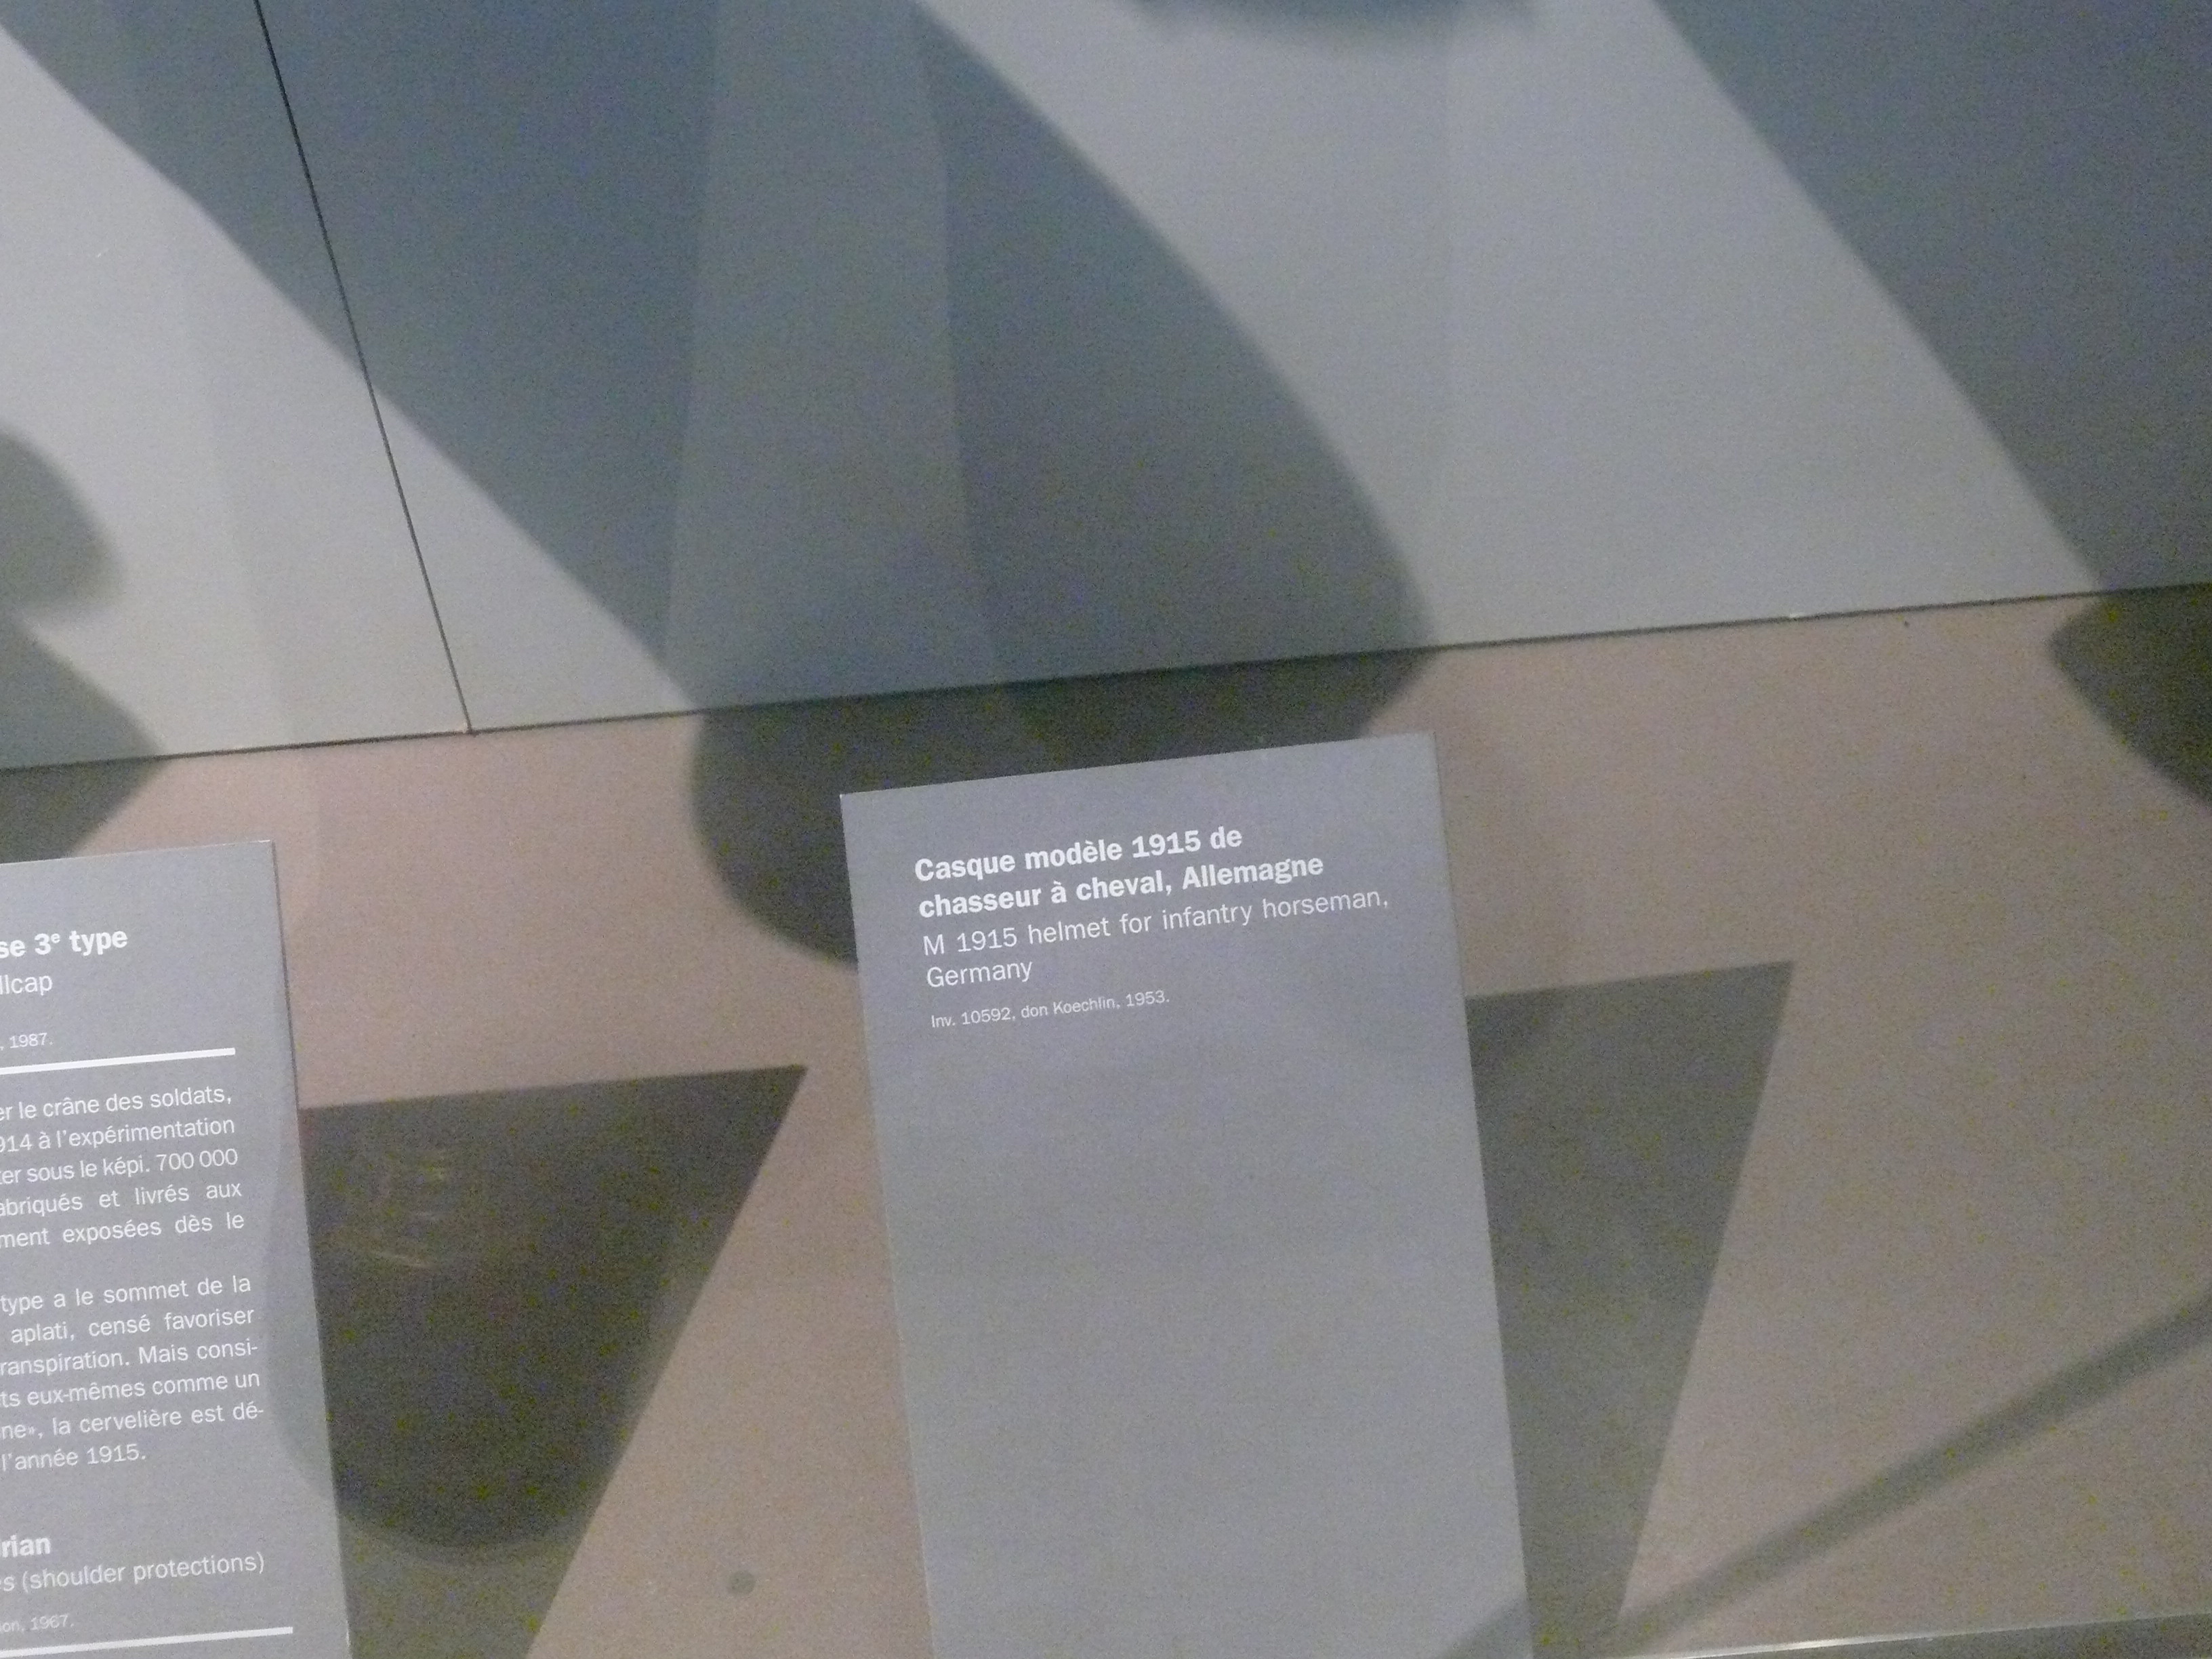 se 3e type
llcap
, 1987.
er le crâne des soldats,
914 à l'expérimentation
ter sous le képi. 700 000
abriqués et livrés aux
ment exposées dès le
type a le sommet de la
aplati, censé favoriser
ranspiration. Mais consi-
ts eux-mêmes comme un
ne», la cervelière est dé-
l'année 1915.
rian
s (shoulder protections)
ion, 1967.
Casque modèle 1915 de
chasseur à cheval, Allemagne
M 1915 helmet for infantry horseman,
Germany
Inv. 10592, don Koechlin, 1953.